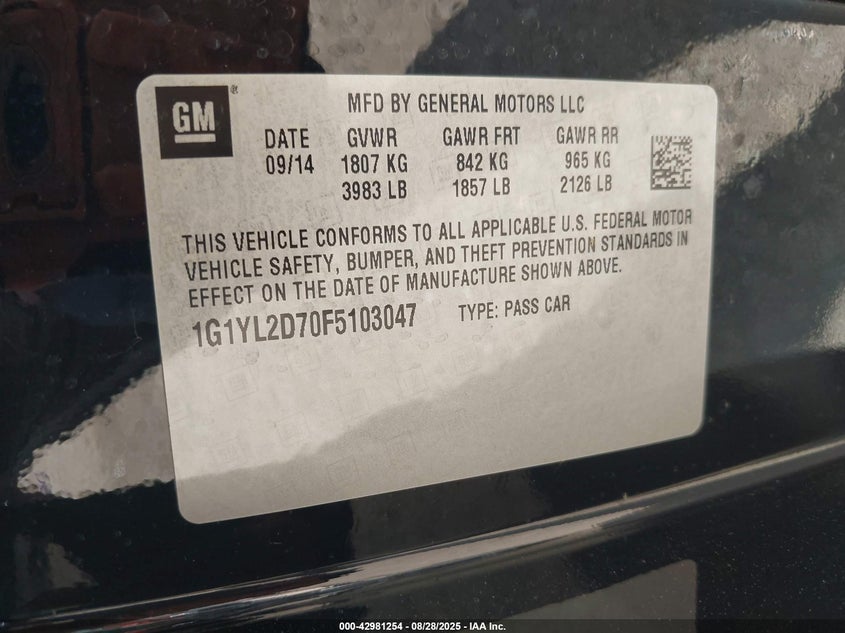 GM ®
MFD BY GENERAL MOTORS LLC
DATE GVWR GAWR FRT GAWR RR
09/14 1807 KG 842 KG 965 KG
3983 LB 1857 LB 2126 LB
THIS VEHICLE CONFORMS TO ALL APPLICABLE U.S. FEDERAL MOTOR
VEHICLE SAFETY, BUMPER, AND THEFT PREVENTION STANDARDS IN
EFFECT ON THE DATE OF MANUFACTURE SHOWN ABOVE.
1G1YL2D70F5103047 TYPE: PASS CAR
000-42981254 - 08/28/2025 - IAA Inc.